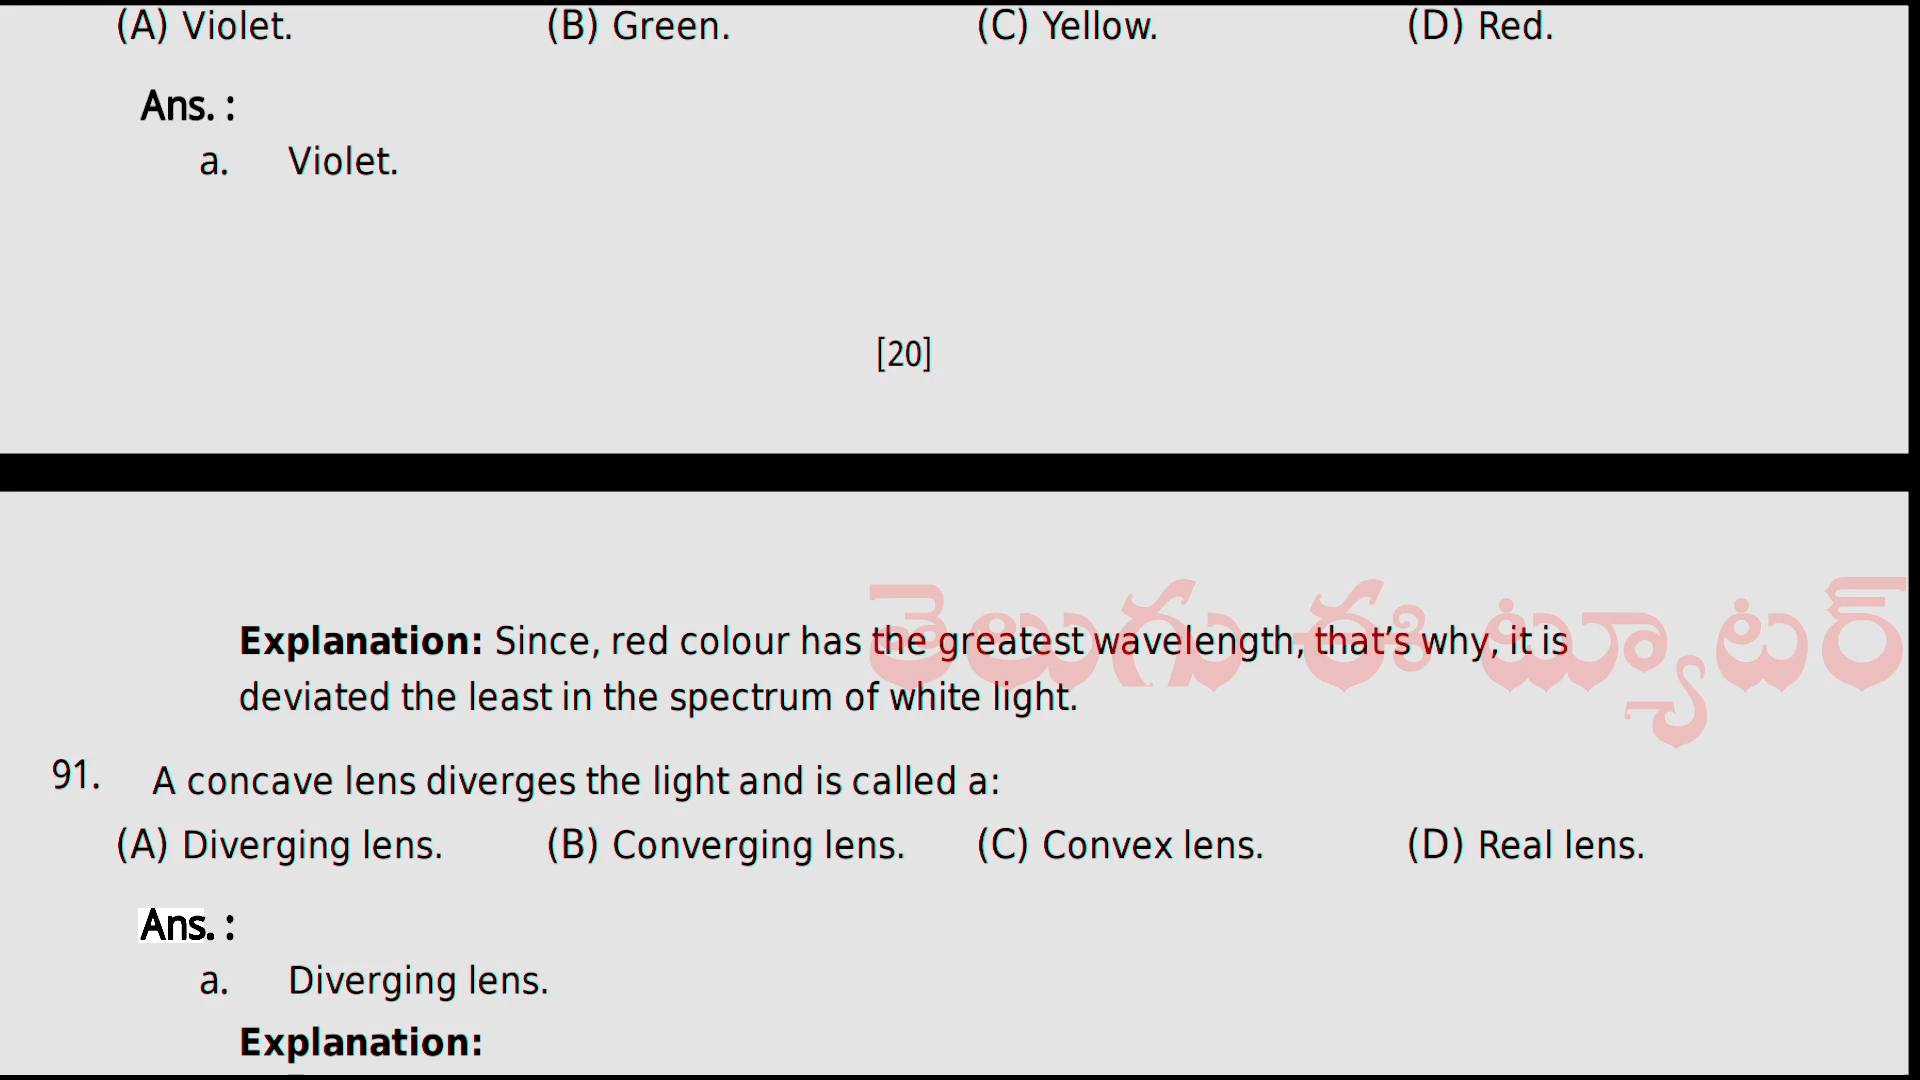 (A) Violet. (B) Green. (C) Yellow. (D) Red.
Ans. :
a. Violet.
[20]
తెలుగు ఈ ట్యూటర్
Explanation: Since, red colour has the greatest wavelength, that's why, it is
deviated the least in the spectrum of white light.
91. A concave lens diverges the light and is called a:
(A) Diverging lens. (B) Converging lens. (C) Convex lens. (D) Real lens.
Ans. :
a. Diverging lens.
Explanation: